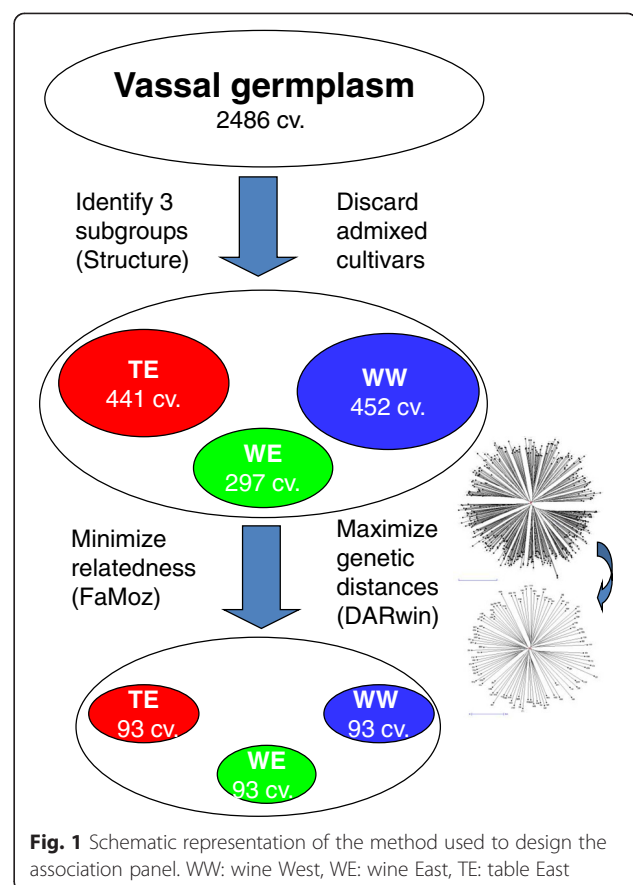 Vassal germplasm
2486 cv.
Identify 3
subgroups
(Structure)
Discard
admixed
cultivars
TE
441 cv.
WW
452 cv.
WE
297 cv.
Minimize
relatedness
(FaMoz)
Maximize
genetic
distances
(DARwin)
TE
93 cv.
WW
93 cv.
WE
93 cv.
Fig. 1 Schematic representation of the method used to design the
association panel. WW: wine West, WE: wine East, TE: table East